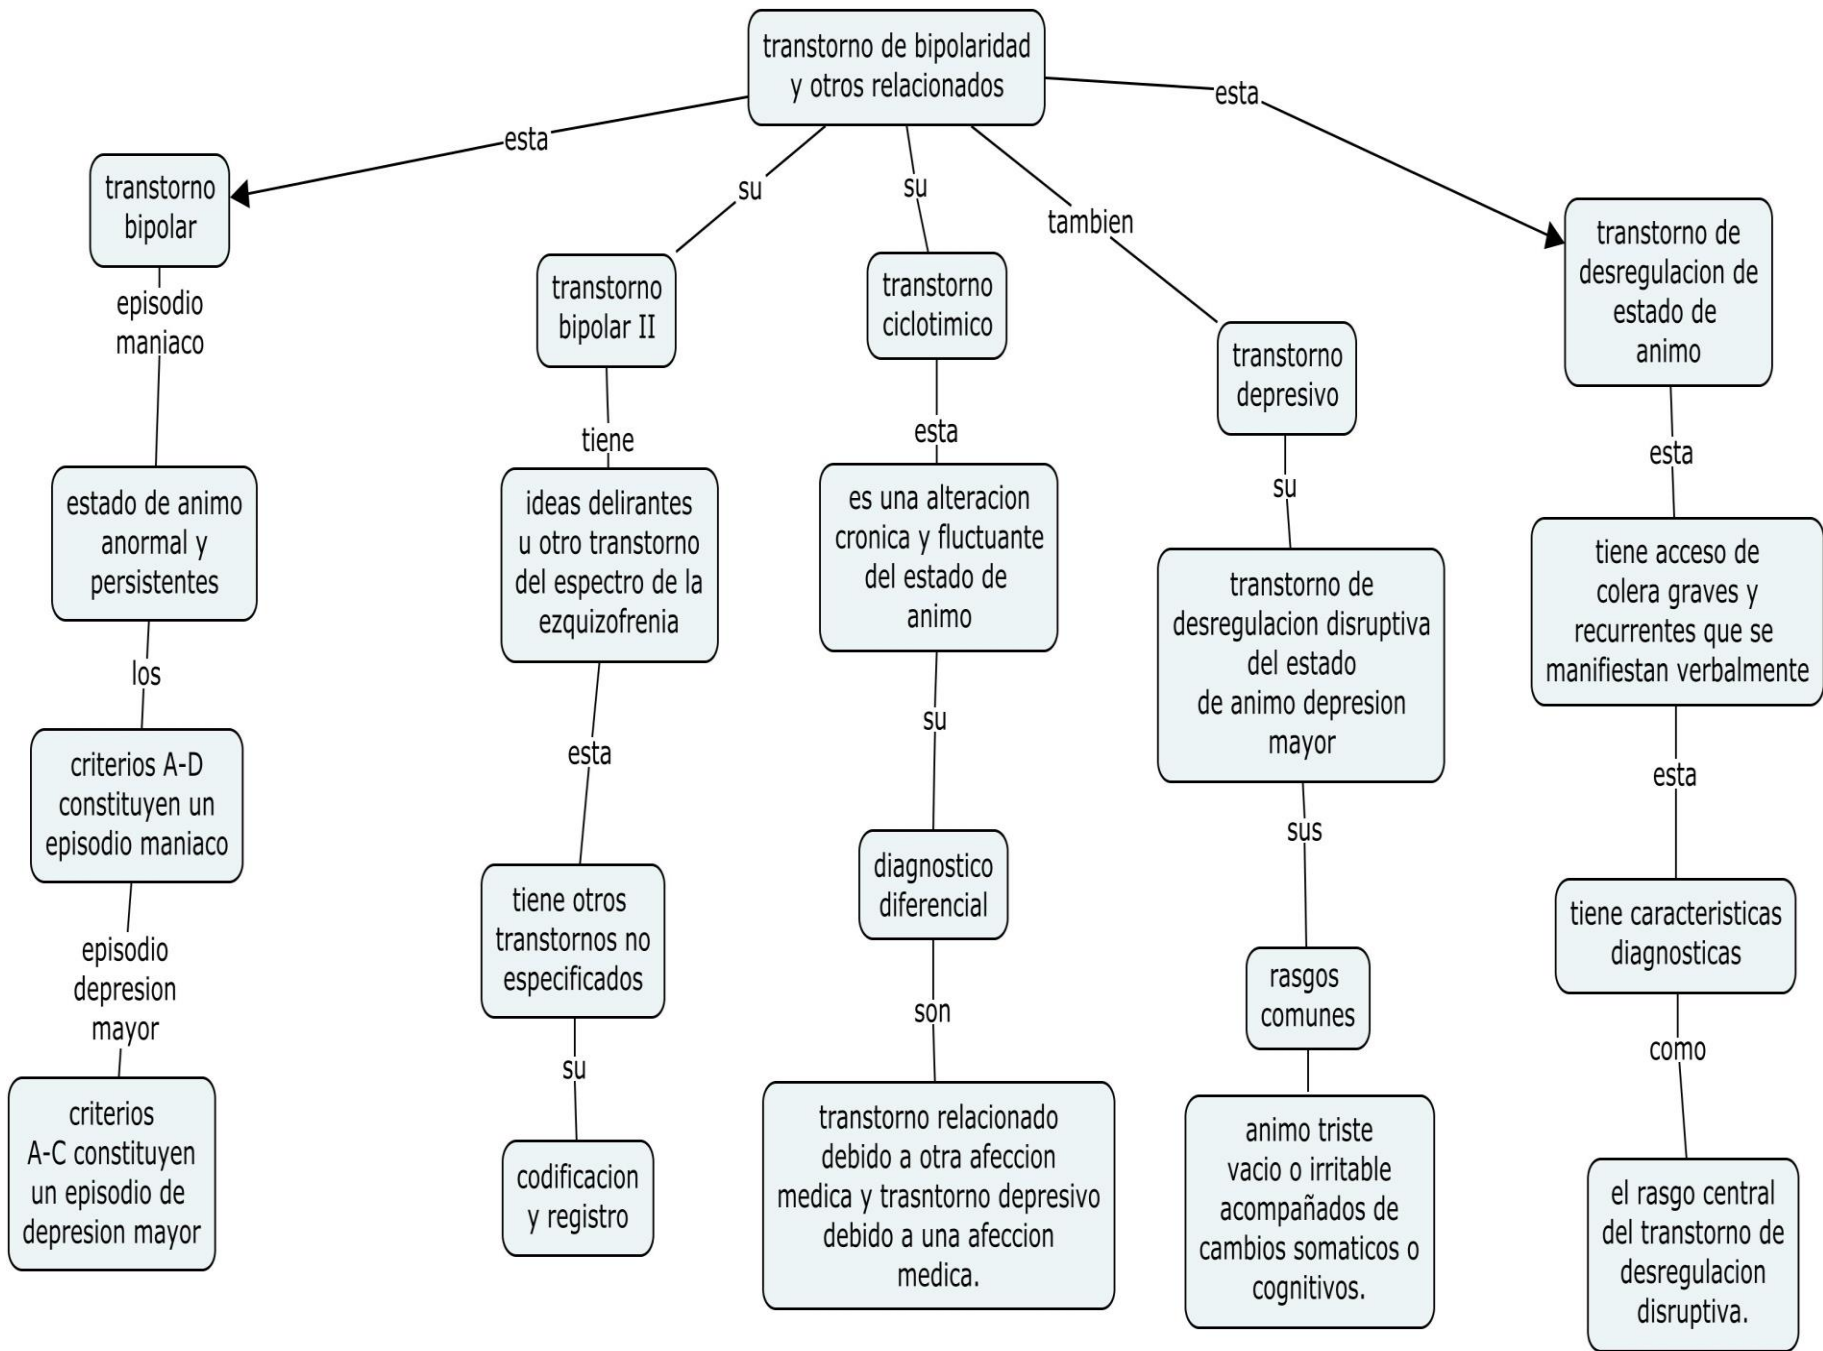 transtorno de bipolaridad
y otros relacionados
esta
su
su
tambien
esta
transtorno
bipolar
episodio
maniaco
estado de animo
anormal y
persistentes
los
criterios A-D
constituyen un
episodio maniaco
episodio
depresion
mayor
criterios
A-C constituyen
un episodio de
depresion mayor
transtorno
bipolar II
tiene
ideas delirantes
u otro transtorno
del espectro de la
ezquizofrenia
esta
tiene otros
transtornos no
especificados
su
codificacion
y registro
transtorno
ciclotimico
esta
es una alteracion
cronica y fluctuante
del estado de
animo
su
diagnostico
diferencial
son
transtorno relacionado
debido a otra afeccion
medica y trasntorno depresivo
debido a una afeccion
medica.
transtorno
depresivo
su
transtorno de
desregulacion disruptiva
del estado
de animo depresion
mayor
sus
rasgos
comunes
animo triste
vacio o irritable
acompañados de
cambios somaticos o
cognitivos.
transtorno de
desregulacion de
estado de
animo
esta
tiene acceso de
colera graves y
recurrentes que se
manifiestan verbalmente
esta
tiene caracteristicas
diagnosticas
como
el rasgo central
del transtorno de
desregulacion
disruptiva.